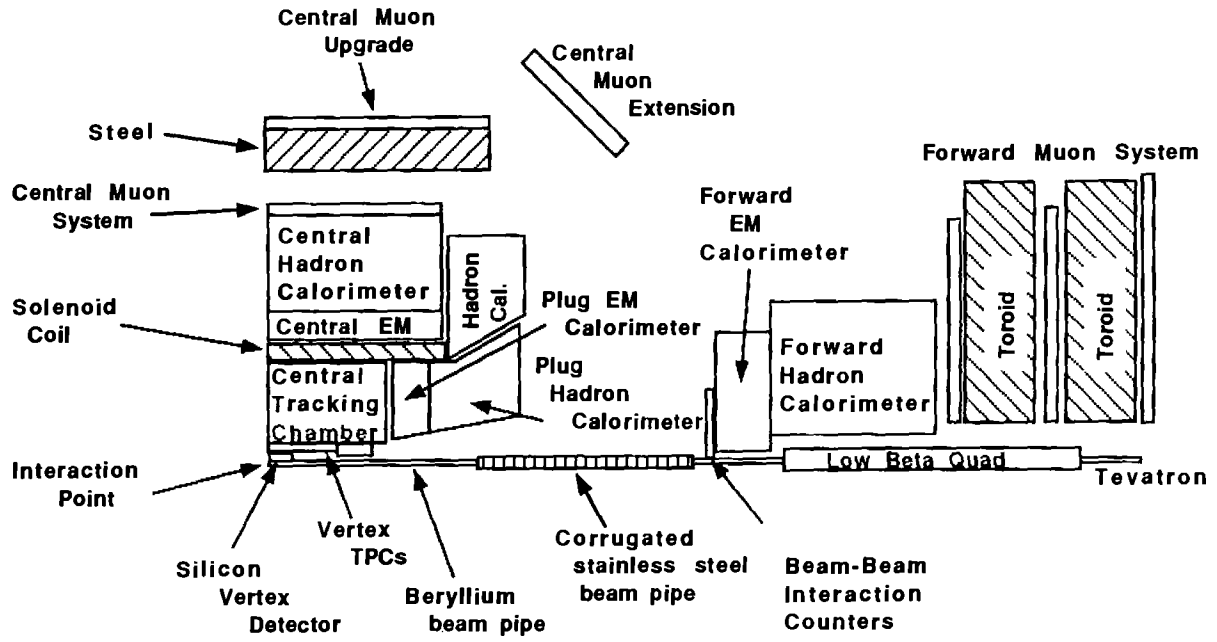 Central Muon
Upgrade
Central
Muon
Extension
Steel
Forward Muon System
Central Muon
System
Forward
EM
Calorimeter
Central
Hadron
Calorimeter
Hadron
Cal.
Solenoid
Coil
Central EM
Plug EM
Calorimeter
Toroid
Toroid
Central
Tracking
Chamber
Plug
Hadron
Calorimeter
Forward
Hadron
Calorimeter
Interaction
Point
Low Beta Quad
Tevatron
Vertex
TPCs
Silicon
Vertex
Detector
Beryllium
beam pipe
Corrugated
stainless steel
beam pipe
Beam-Beam
Interaction
Counters